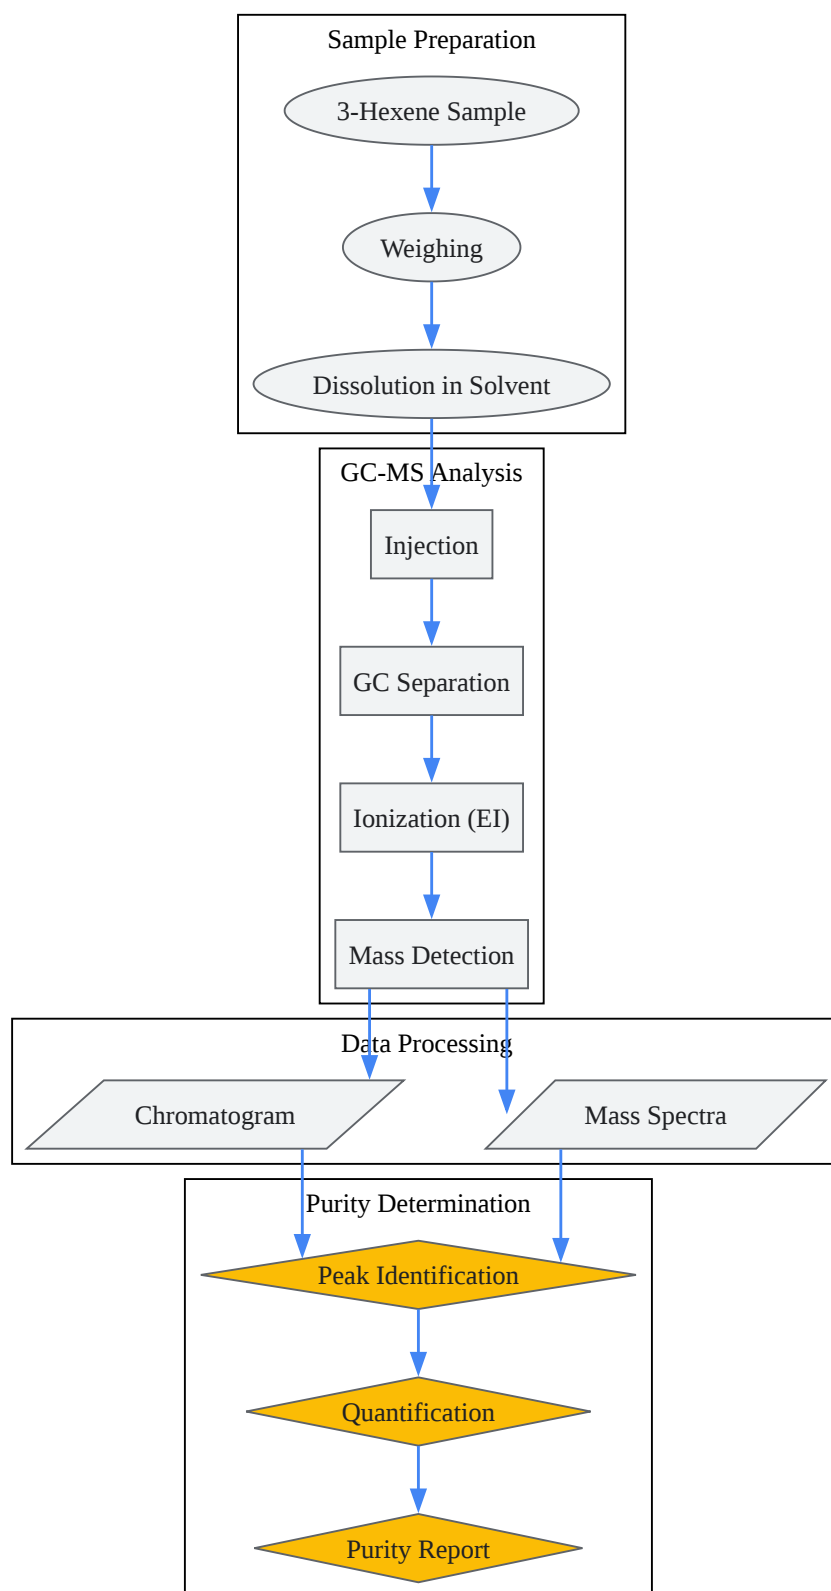 Sample Preparation
3-Hexene Sample
Weighing
Dissolution in Solvent
GC-MS Analysis
Injection
GC Separation
Ionization (EI)
Mass Detection
Data Processing
Chromatogram
Mass Spectra
Purity Determination
Peak Identification
Quantification
Purity Report